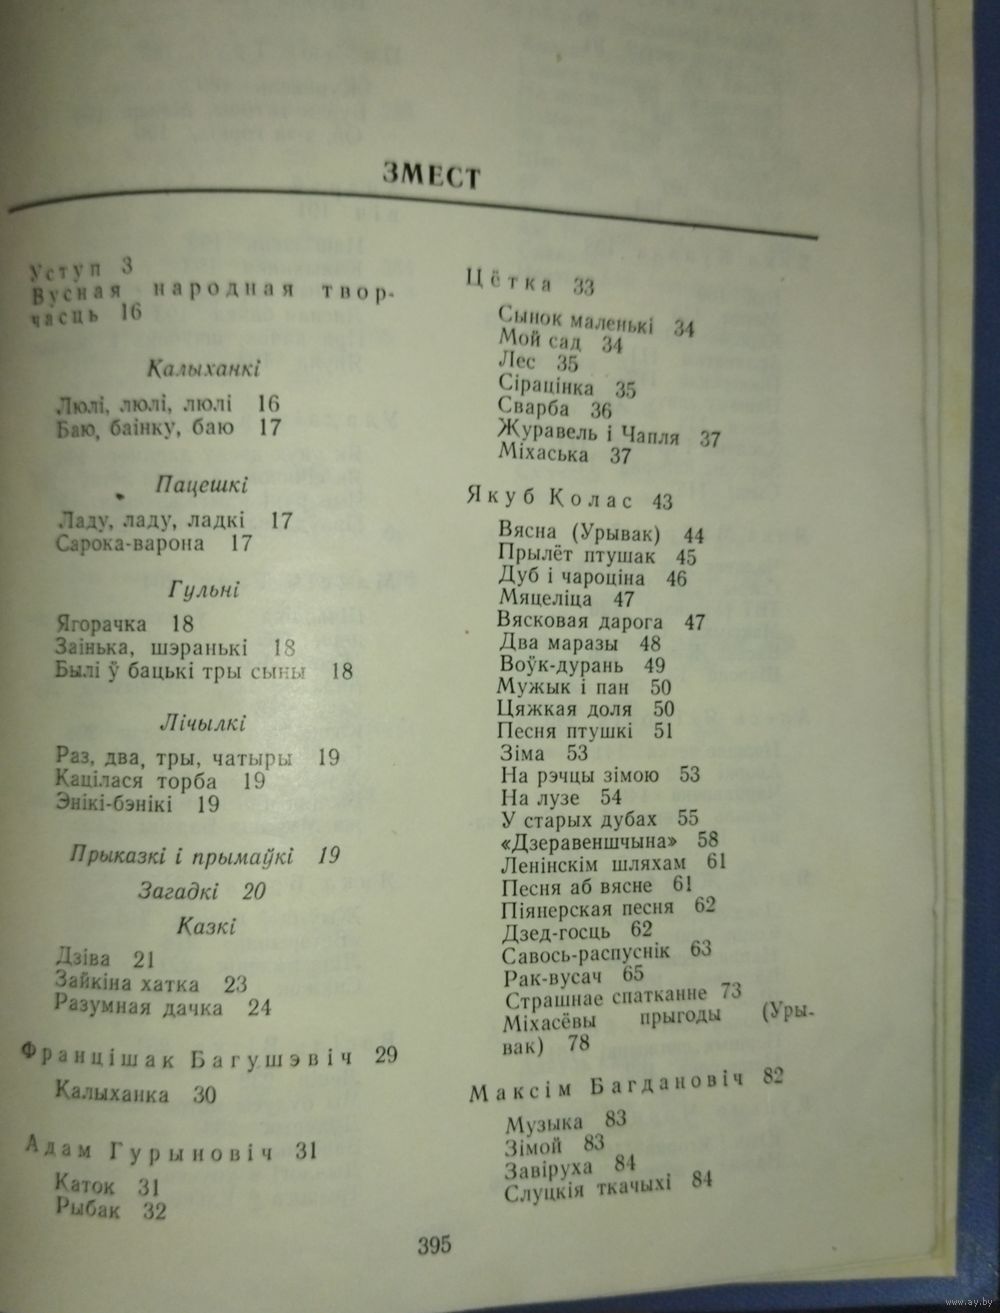 ЗМЕСТ
Уступ 3
Вусная народная твор-
часць 16
Калыханкі
Люлі, люлі, люлі 16
Баю, баінку, баю 17
Пацешкі
Ладу, ладу, ладкі 17
Сарока-варона 17
Гульні
Ягорачка 18
Заінька, шэранькі 18
Былі ў бацькі тры сыны 18
Лічылкі
Раз, два, тры, чатыры 19
Кацілася торба 19
Энікі-бэнікі 19
Прыказкі і прымаўкі 19
Загадкі 20
Казкі
Дзіва 21
Зайкіна хатка 23
Разумная дачка 24
Францішак Багушэвіч 29
Калыханка 30
Адам Гурыновіч 31
Каток 31
Рыбак 32
Цётка 33
Сынок маленькі 34
Мой сад 34
Лес 35
Сірацінка 35
Сварба 36
Журавель і Чапля 37
Міхаська 37
Якуб Колас 43
Вясна (Урывак) 44
Прылёт птушак 45
Дуб і чароціна 46
Мяцеліца 47
Вясковая дарога 47
Два маразы 48
Воўк-дурань 49
Мужык і пан 50
Цяжкая доля 50
Песня птушкі 51
Зіма 53
На рэчцы зімою 53
На лузе 54
У старых дубах 55
«Дзеравеншчына» 58
Ленінскім шляхам 61
Песня аб вясне 61
Піянерская песня 62
Дзед-госць 62
Савось-распуснік 63
Рак-вусач 65
Страшнае спатканне 73
Міхасёвы прыгоды (Уры-
вак) 78
Максім Багдановіч 82
Музыка 83
Зімой 83
Завіруха 84
Слуцкія ткачыхі 84
395
www.ay.by